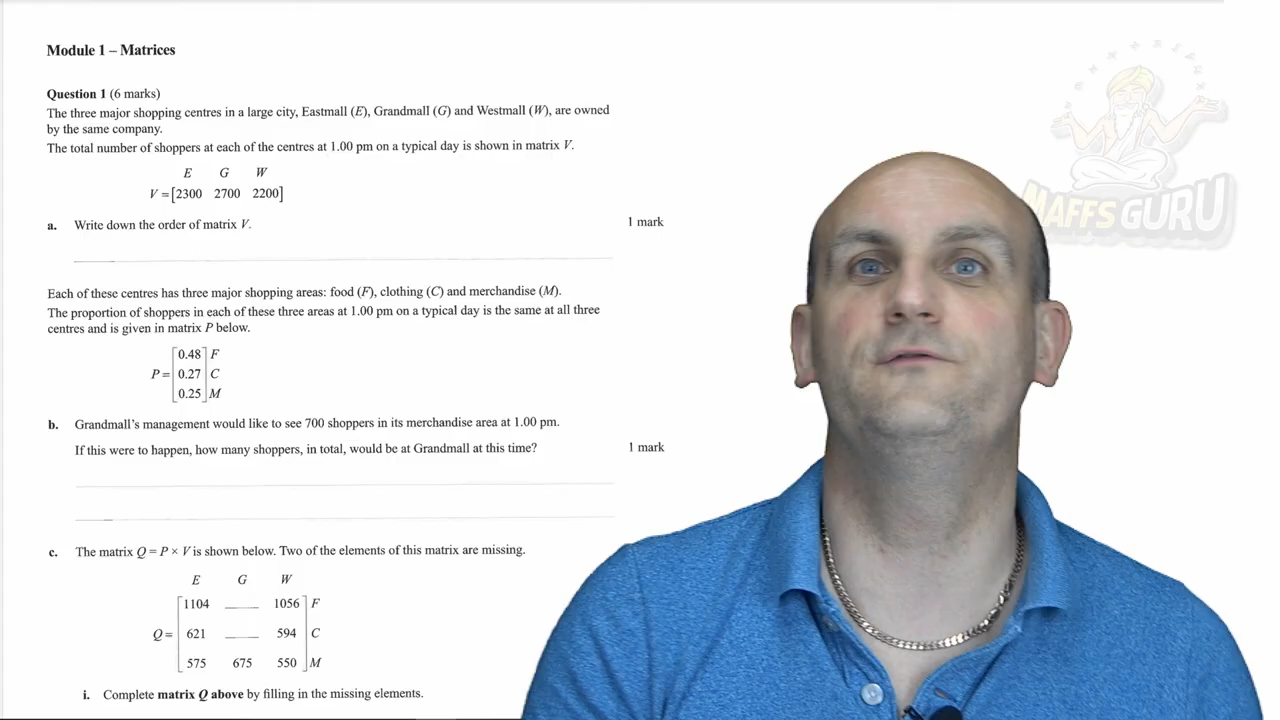 Module 1 – Matrices
Question 1 (6 marks)
The three major shopping centres in a large city, Eastmall (E), Grandmall (G) and Westmall (W), are owned
by the same company.
The total number of shoppers at each of the centres at 1.00 pm on a typical day is shown in matrix V.
E G W
V = [2300 2700 2200]
a. Write down the order of matrix V. 1 mark
Each of these centres has three major shopping areas: food (F), clothing (C) and merchandise (M).
The proportion of shoppers in each of these three areas at 1.00 pm on a typical day is the same at all three
centres and is given in matrix P below.
0.48 F
P = 0.27 C
0.25 M
b. Grandmall's management would like to see 700 shoppers in its merchandise area at 1.00 pm.
If this were to happen, how many shoppers, in total, would be at Grandmall at this time? 1 mark
c. The matrix Q = P × V is shown below. Two of the elements of this matrix are missing.
E G W
1104 ____ 1056 F
Q = 621 ____ 594 C
575 675 550 M
i. Complete matrix Q above by filling in the missing elements.
MAFFS GURU